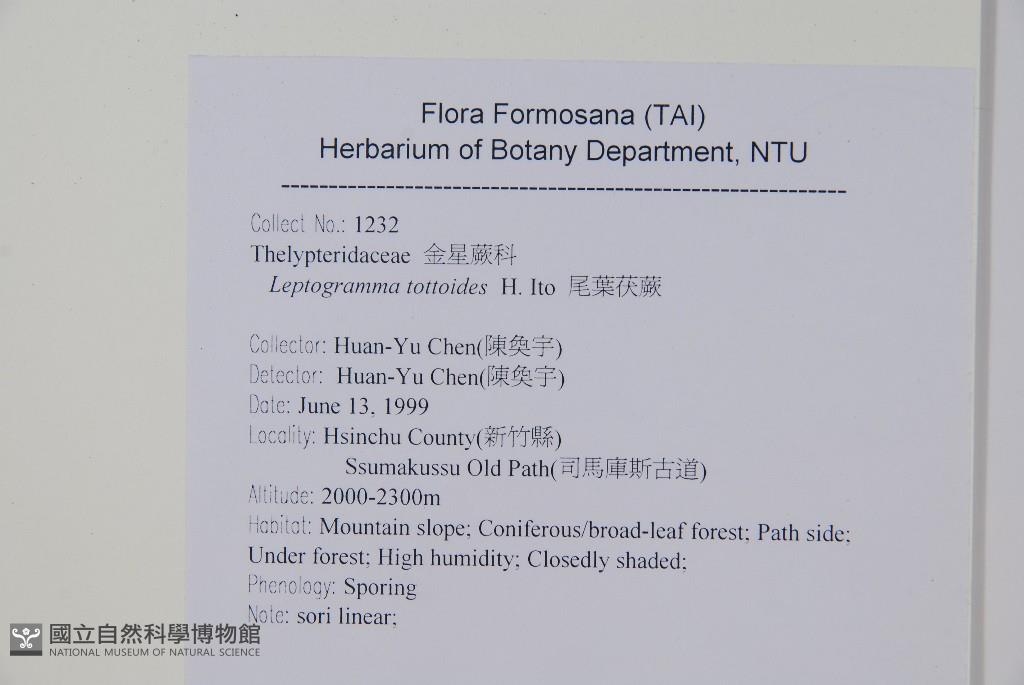 Flora Formosana (TAI)
Herbarium of Botany Department, NTU
------------------------------------------------------------
Collect No.: 1232
Thelypteridaceae 金星蕨科
Leptogramma tottoides H. Ito 尾葉茯蕨
Collector: Huan-Yu Chen(陳奐宇)
Detector: Huan-Yu Chen(陳奐宇)
Date: June 13, 1999
Locality: Hsinchu County(新竹縣)
Ssumakussu Old Path(司馬庫斯古道)
Altitude: 2000-2300m
Habitat: Mountain slope; Coniferous/broad-leaf forest; Path side;
Under forest; High humidity; Closedly shaded;
Phenology: Sporing
Note: sori linear;
國立自然科學博物館
NATIONAL MUSEUM OF NATURAL SCIENCE